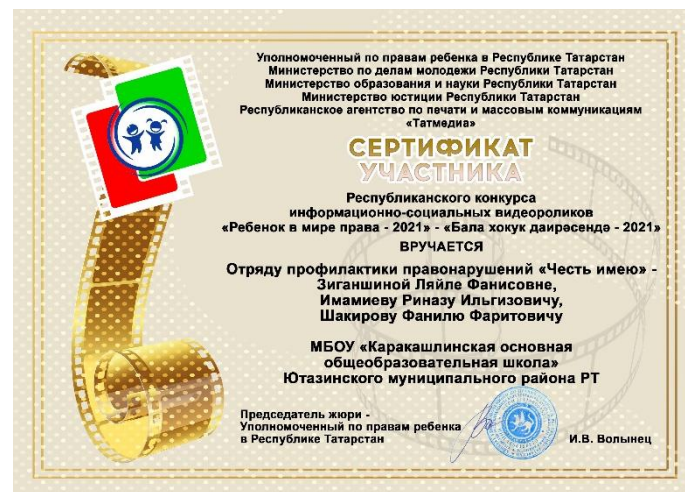 Уполномоченный по правам ребенка в Республике Татарстан
Министерство по делам молодежи Республики Татарстан
Министерство образования и науки Республики Татарстан
Министерство юстиции Республики Татарстан
Республиканское агентство по печати и массовым коммуникациям
«Татмедиа»
СЕРТИФИКАТ
УЧАСТНИКА
Республиканского конкурса
информационно-социальных видеороликов
«Ребенок в мире права - 2021» - «Бала хокук даирәсендә - 2021»
ВРУЧАЕТСЯ
Отряду профилактики правонарушений «Честь имею» -
Зиганшиной Ляйле Фанисовне,
Имамиеву Риназу Ильгизовичу,
Шакирову Фанилю Фаритовичу
МБОУ «Каракашлинская основная
общеобразовательная школа»
Ютазинского муниципального района РТ
Председатель жюри -
Уполномоченный по правам ребенка
в Республике Татарстан
И.В. Волынец